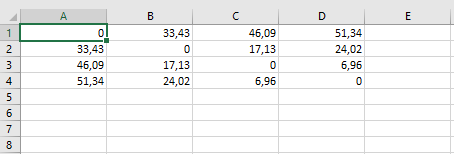 A B C D E
1 0 33,43 46,09 51,34
2 33,43 0 17,13 24,02
3 46,09 17,13 0 6,96
4 51,34 24,02 6,96 0
5
6
7
8